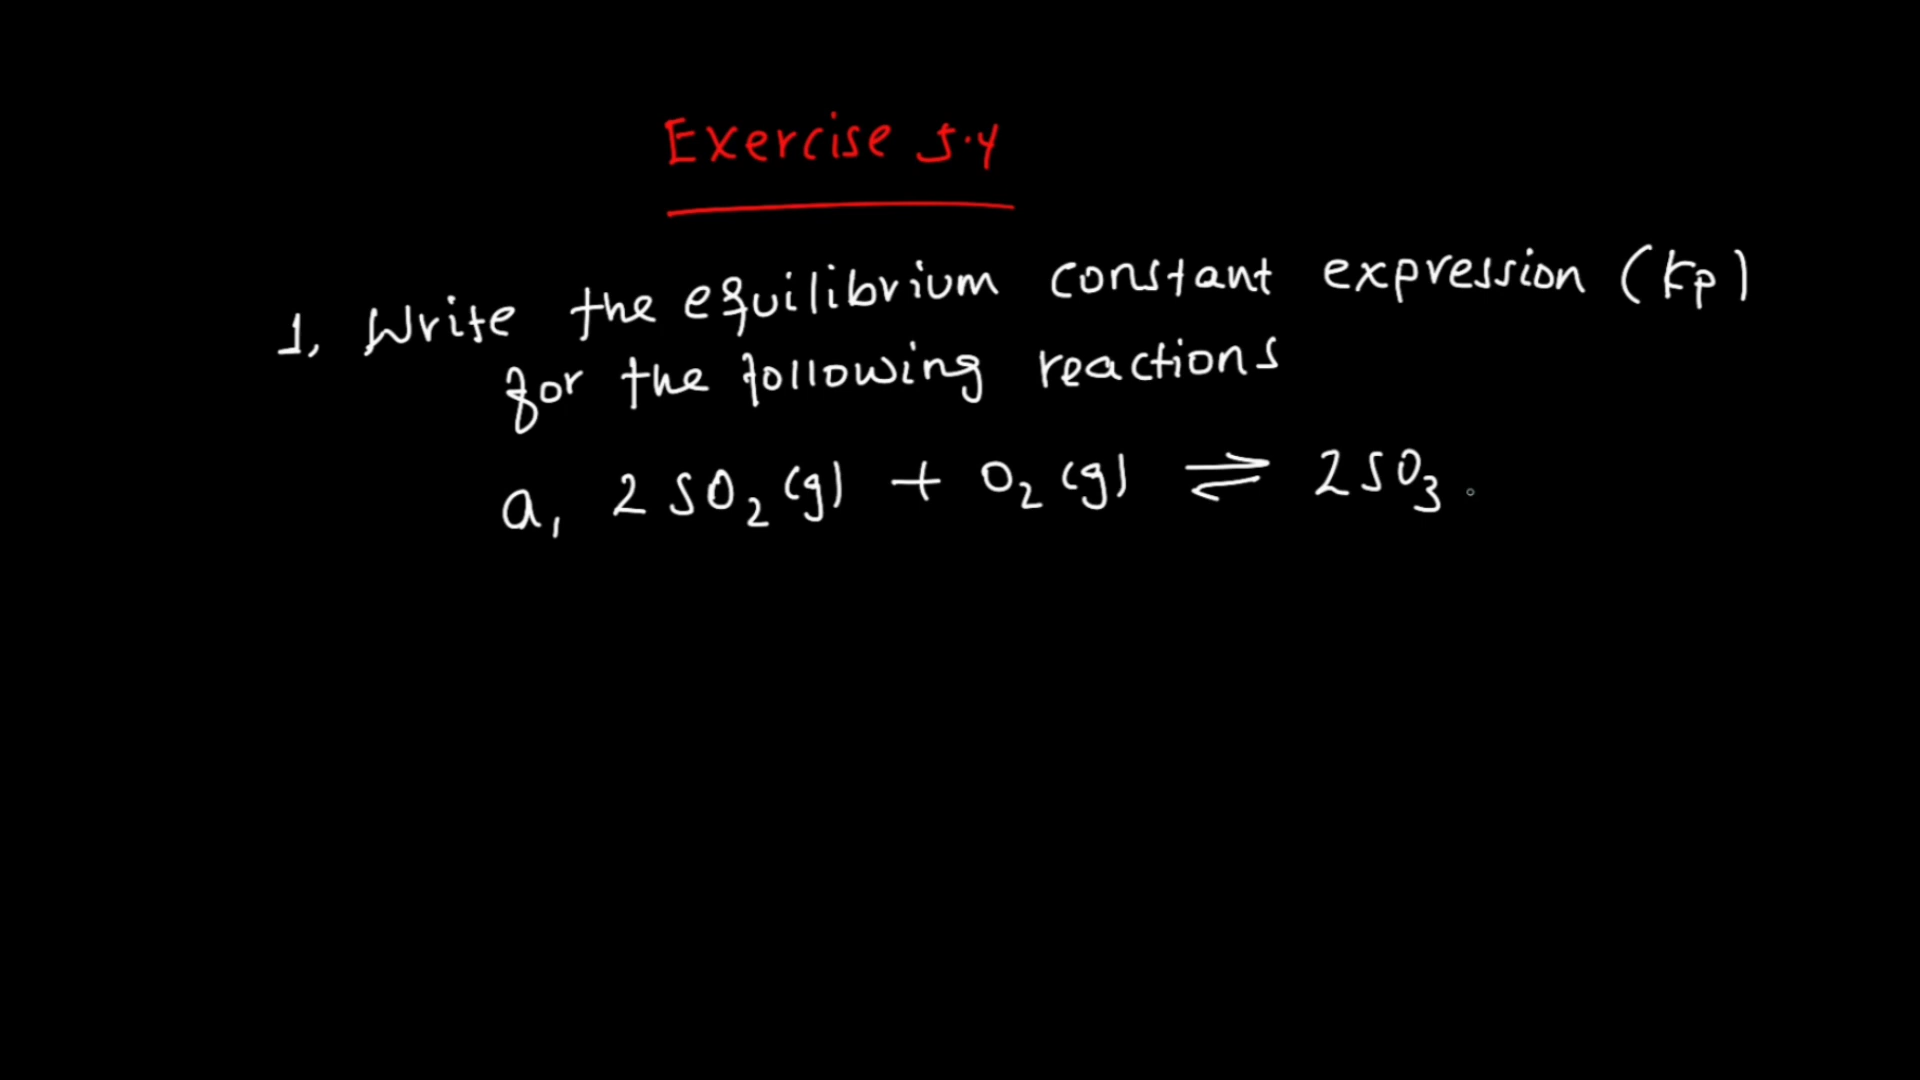 Exercise 5.4
1, Write the equilibrium constant expression (Kp)
for the following reactions
a, 2SO₂(g) + O₂(g) ⇌ 2SO₃